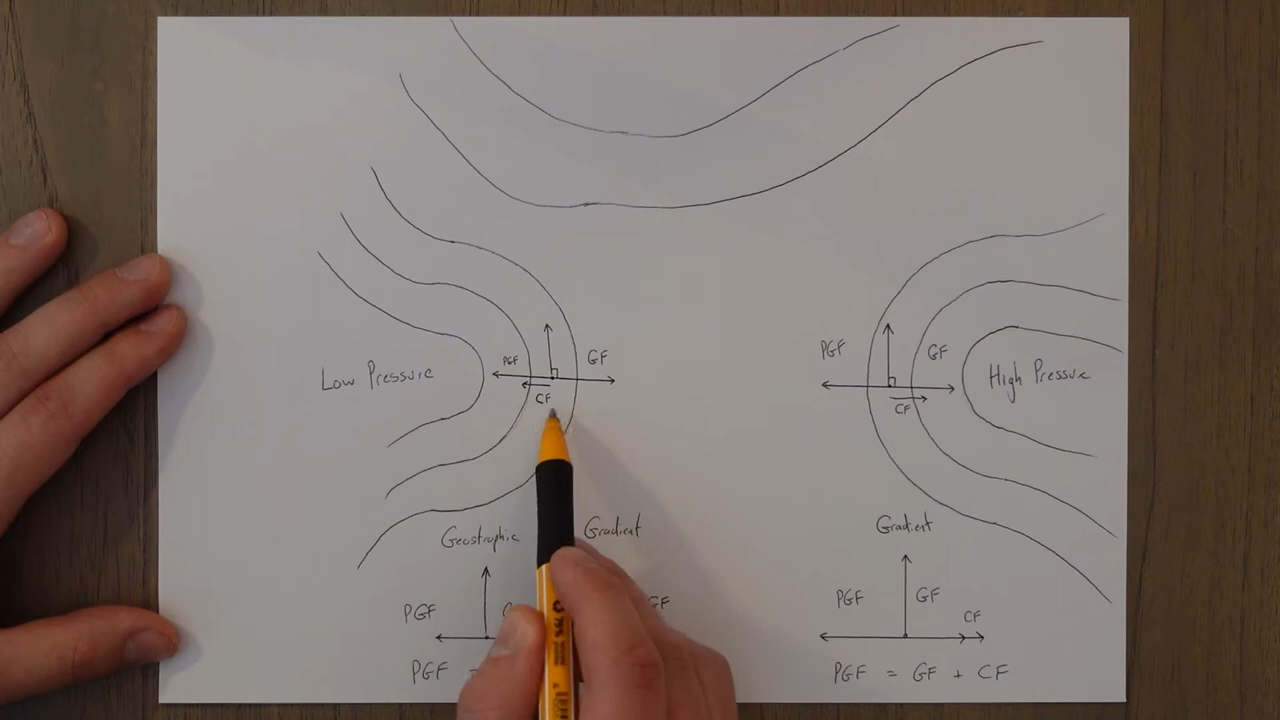 PGF
GF
CF
Low Pressure
PGF
GF
CF
High Pressure
Geostrophic
Gradient
Gradient
PGF
GF
PGF
GF
CF
PGF
PGF = GF + CF